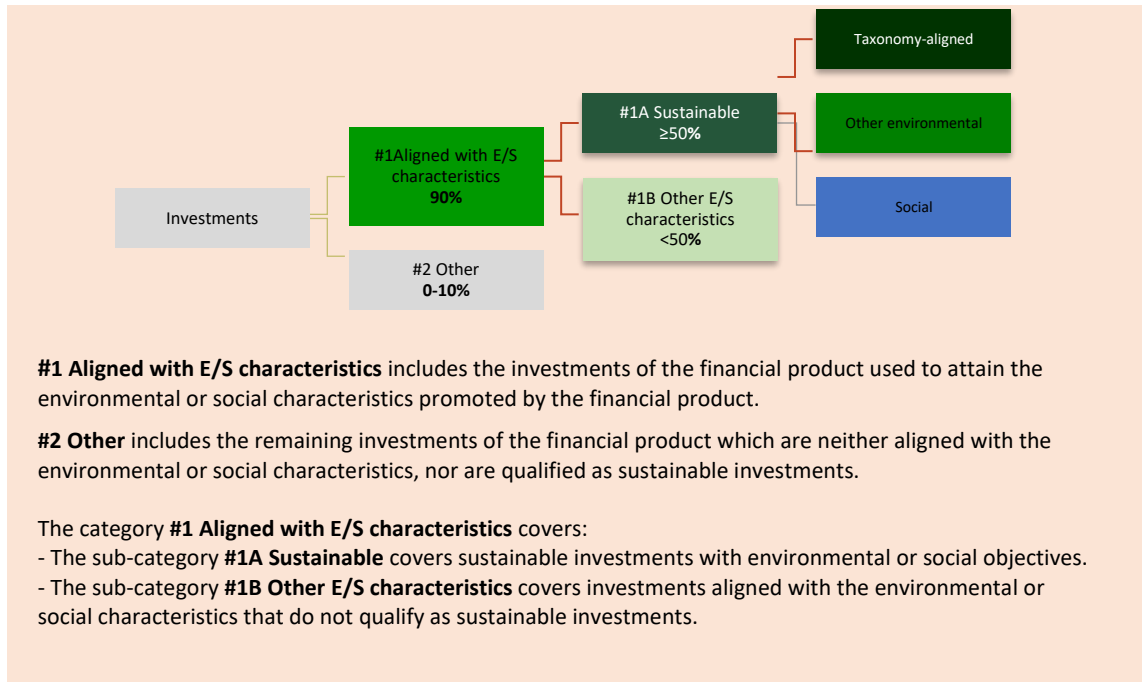 Taxonomy-aligned
#1A Sustainable
≥50%
Other environmental
#1Aligned with E/S
characteristics
90%
#1B Other E/S
characteristics
<50%
Social
Investments
#2 Other
0-10%
#1 Aligned with E/S characteristics includes the investments of the financial product used to attain the
environmental or social characteristics promoted by the financial product.
#2 Other includes the remaining investments of the financial product which are neither aligned with the
environmental or social characteristics, nor are qualified as sustainable investments.
The category #1 Aligned with E/S characteristics covers:
- The sub-category #1A Sustainable covers sustainable investments with environmental or social objectives.
- The sub-category #1B Other E/S characteristics covers investments aligned with the environmental or
social characteristics that do not qualify as sustainable investments.